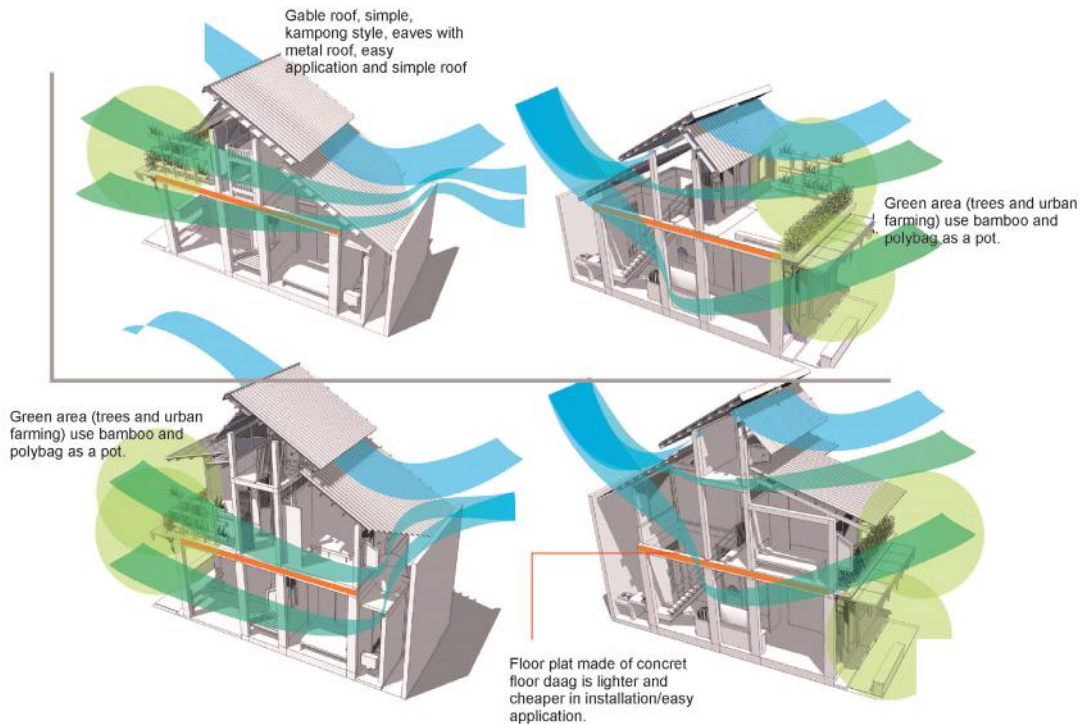 Gable roof, simple,
kampong style, eaves with
metal roof, easy
application and simple roof
Green area (trees and urban
farming) use bamboo and
polybag as a pot.
Green area (trees and urban
farming) use bamboo and
polybag as a pot.
Floor plat made of concret
floor daag is lighter and
cheaper in installation/easy
application.